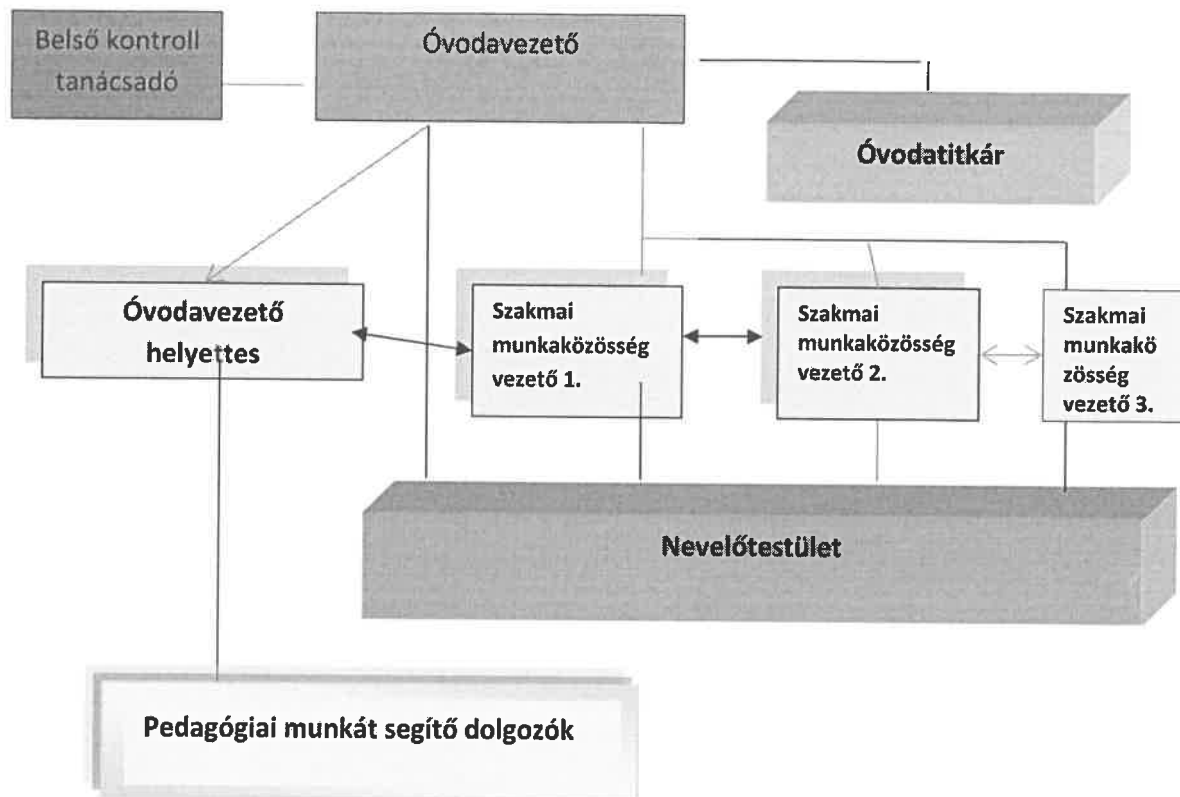 Belső kontroll
tanácsadó
Óvodavezető
Óvodatitkár
Óvodavezető
helyettes
Szakmai
munkaközösség
vezető 1.
Szakmai
munkaközösség
vezető 2.
Szakmai
munkakö
zösség
vezető 3.
Nevelőtestület
Pedagógiai munkát segítő dolgozók